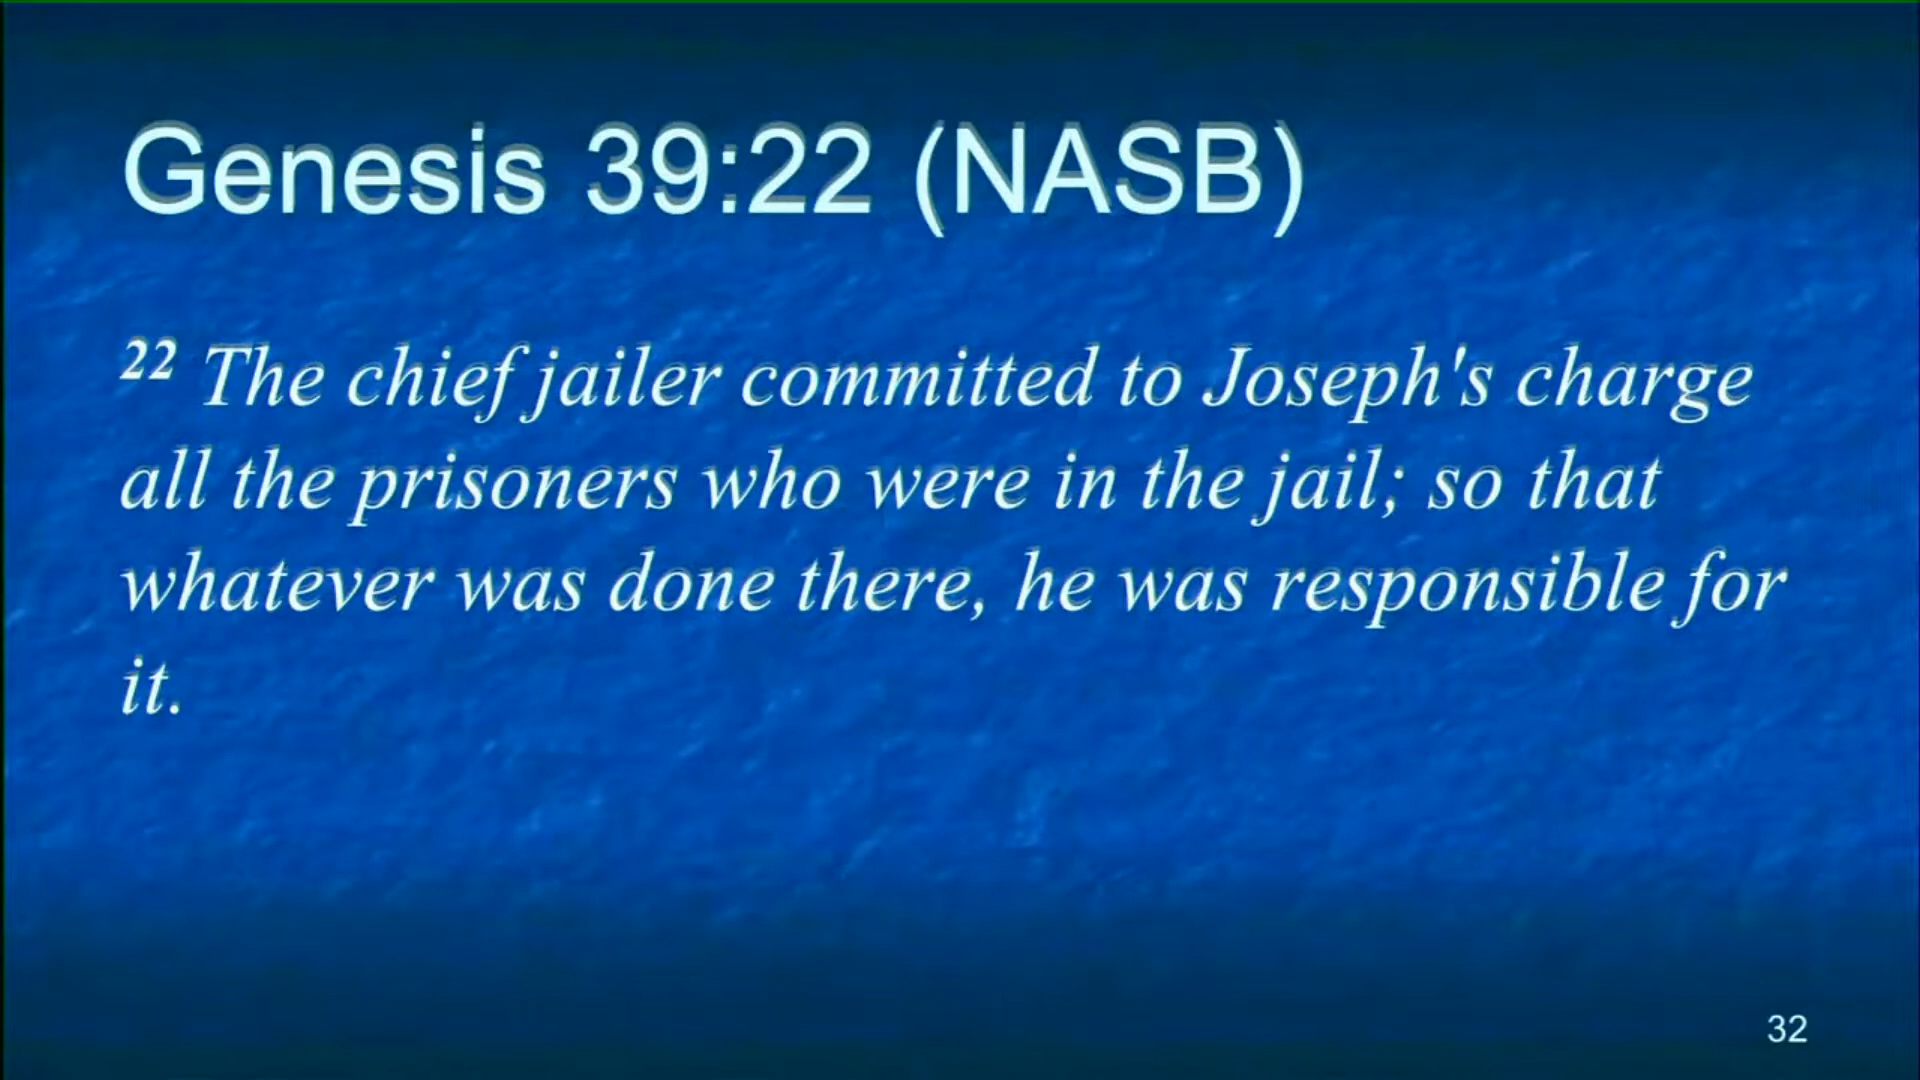 Genesis 39:22 (NASB)
22 The chief jailer committed to Joseph's charge
all the prisoners who were in the jail; so that
whatever was done there, he was responsible for
it.
32